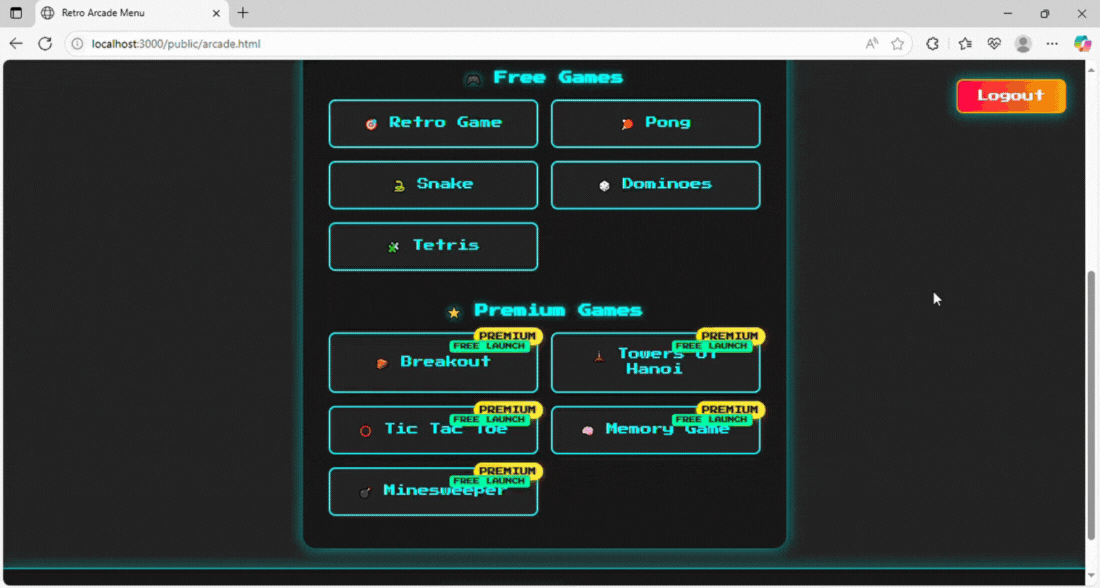 Retro Arcade Menu
localhost:3000/public/arcade.html
Logout
Free Games
Retro Game
Pong
Snake
Dominoes
Tetris
Premium Games
PREMIUM
FREE LAUNCH
Breakout
PREMIUM
FREE LAUNCH
Towers of
Hanoi
PREMIUM
FREE LAUNCH
Tic Tac Toe
PREMIUM
FREE LAUNCH
Memory Game
PREMIUM
FREE LAUNCH
Minesweeper